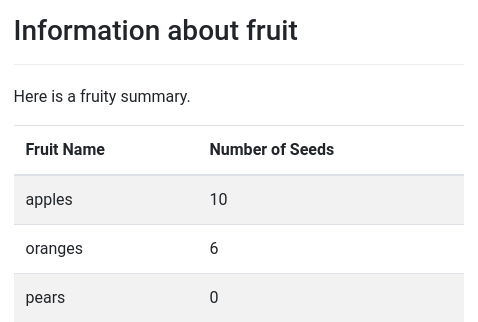 Information about fruit
Here is a fruity summary.
Fruit Name Number of Seeds
apples 10
oranges 6
pears 0